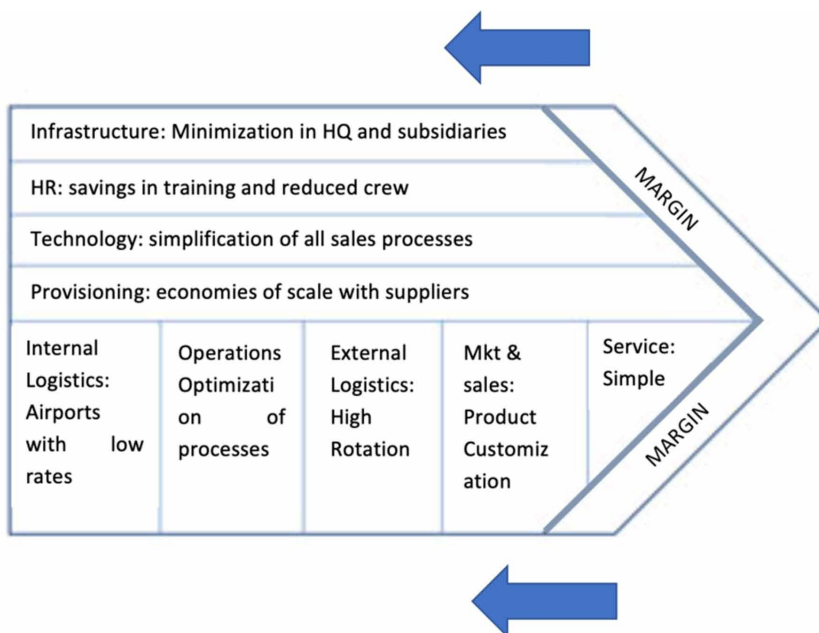 Infrastructure: Minimization in HQ and subsidiaries
HR: savings in training and reduced crew
Technology: simplification of all sales processes
Provisioning: economies of scale with suppliers
Internal
Logistics:
Airports
with low
rates
Operations
Optimizati
on of
processes
External
Logistics:
High
Rotation
Mkt &
sales:
Product
Customiz
ation
Service:
Simple
MARGIN
MARGIN